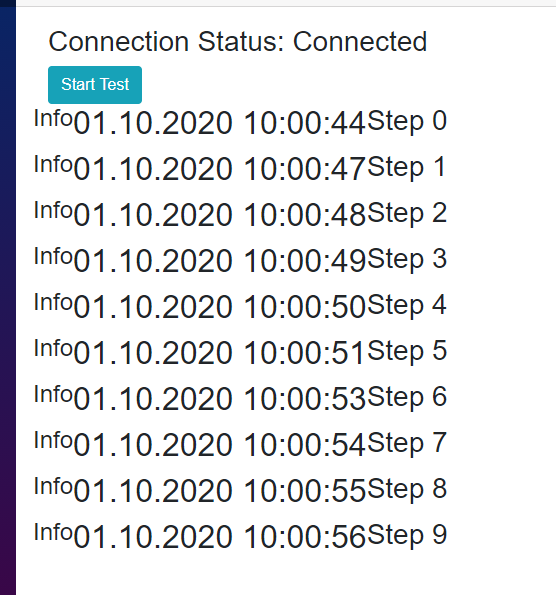 Connection Status: Connected
Start Test
Info01.10.2020 10:00:44Step 0
Info01.10.2020 10:00:47Step 1
Info01.10.2020 10:00:48Step 2
Info01.10.2020 10:00:49Step 3
Info01.10.2020 10:00:50Step 4
Info01.10.2020 10:00:51Step 5
Info01.10.2020 10:00:53Step 6
Info01.10.2020 10:00:54Step 7
Info01.10.2020 10:00:55Step 8
Info01.10.2020 10:00:56Step 9